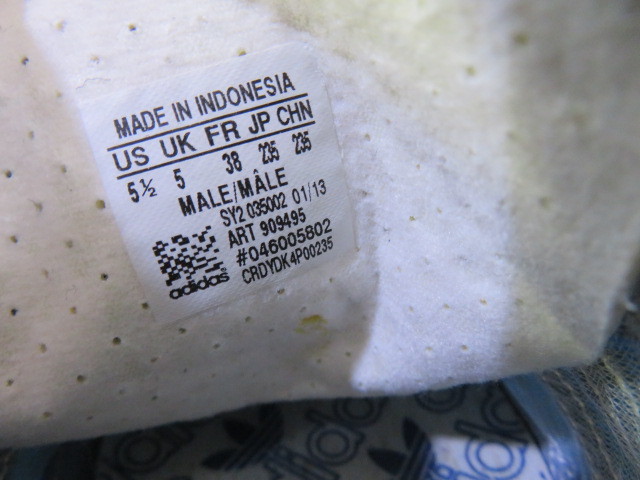 MADE IN INDONESIA
US UK FR JP CHN
5½ 5 38 235 235
MALE/MÂLE
SY2 035002 01/13
ART 909495
#046005802
CRDYDK4P00235
adidas